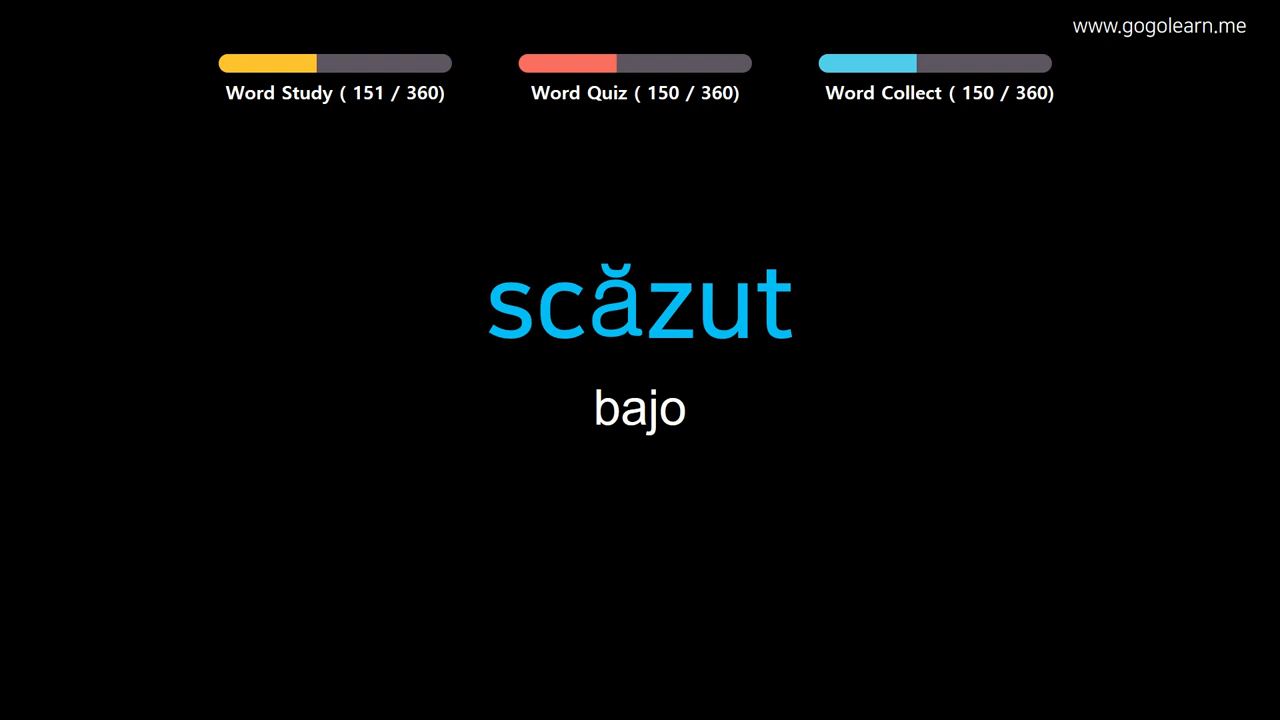 www.gogolearn.me
Word Study ( 151 / 360)
Word Quiz ( 150 / 360)
Word Collect ( 150 / 360)
scăzut
bajo